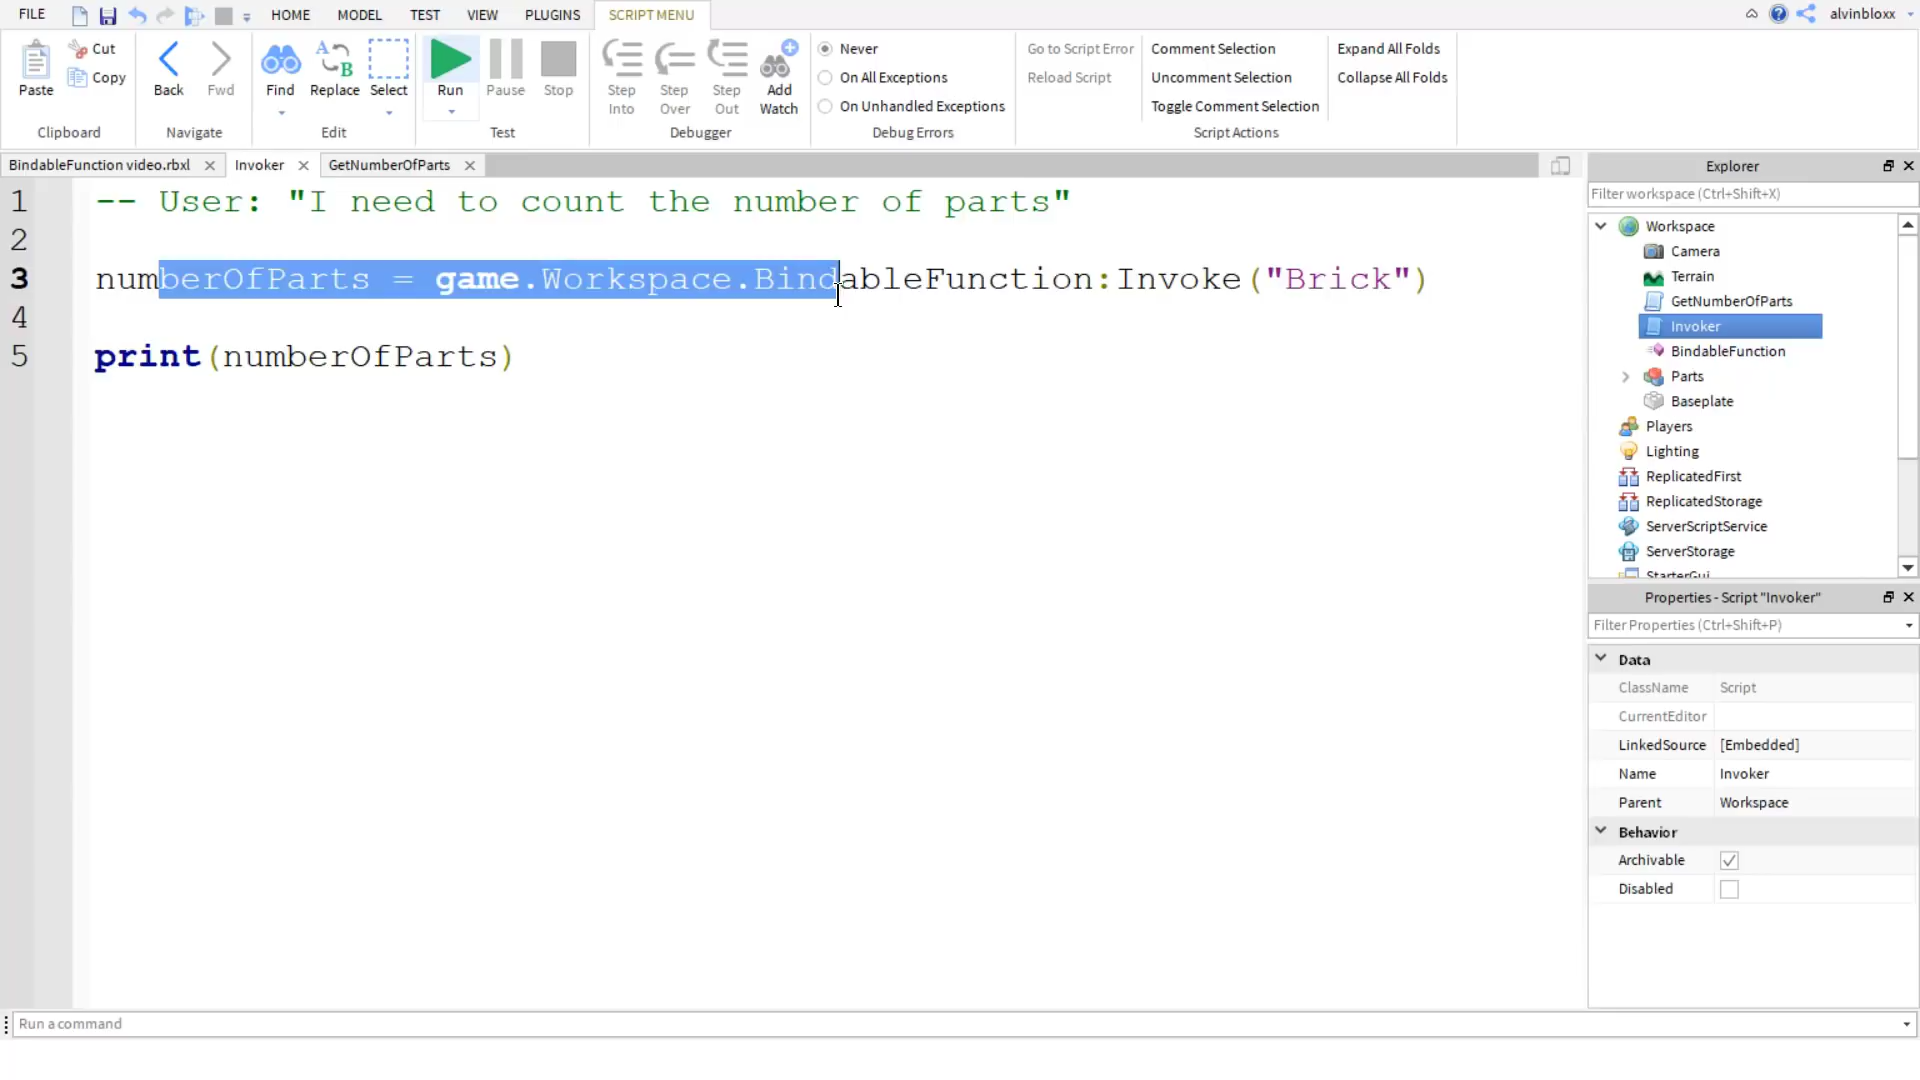 FILE HOME MODEL TEST VIEW PLUGINS SCRIPT MENU alvinbloxx
Paste Cut Copy
Clipboard
Back Fwd
Navigate
Find Replace Select
Edit
Run Pause Stop
Test
Step Into Step Over Step Out Add Watch
Debugger
Never
On All Exceptions
On Unhandled Exceptions
Debug Errors
Go to Script Error
Reload Script
Comment Selection
Uncomment Selection
Toggle Comment Selection
Expand All Folds
Collapse All Folds
Script Actions
BindableFunction video.rbxl Invoker GetNumberOfParts
1 -- User: "I need to count the number of parts"
2
3 numberOfParts = game.Workspace.BindableFunction:Invoke("Brick")
4
5 print(numberOfParts)
Explorer
Filter workspace (Ctrl+Shift+X)
Workspace
Camera
Terrain
GetNumberOfParts
Invoker
BindableFunction
Parts
Baseplate
Players
Lighting
ReplicatedFirst
ReplicatedStorage
ServerScriptService
ServerStorage
StarterGui
Properties - Script "Invoker"
Filter Properties (Ctrl+Shift+P)
Data
ClassName Script
CurrentEditor
LinkedSource [Embedded]
Name Invoker
Parent Workspace
Behavior
Archivable
Disabled
Run a command